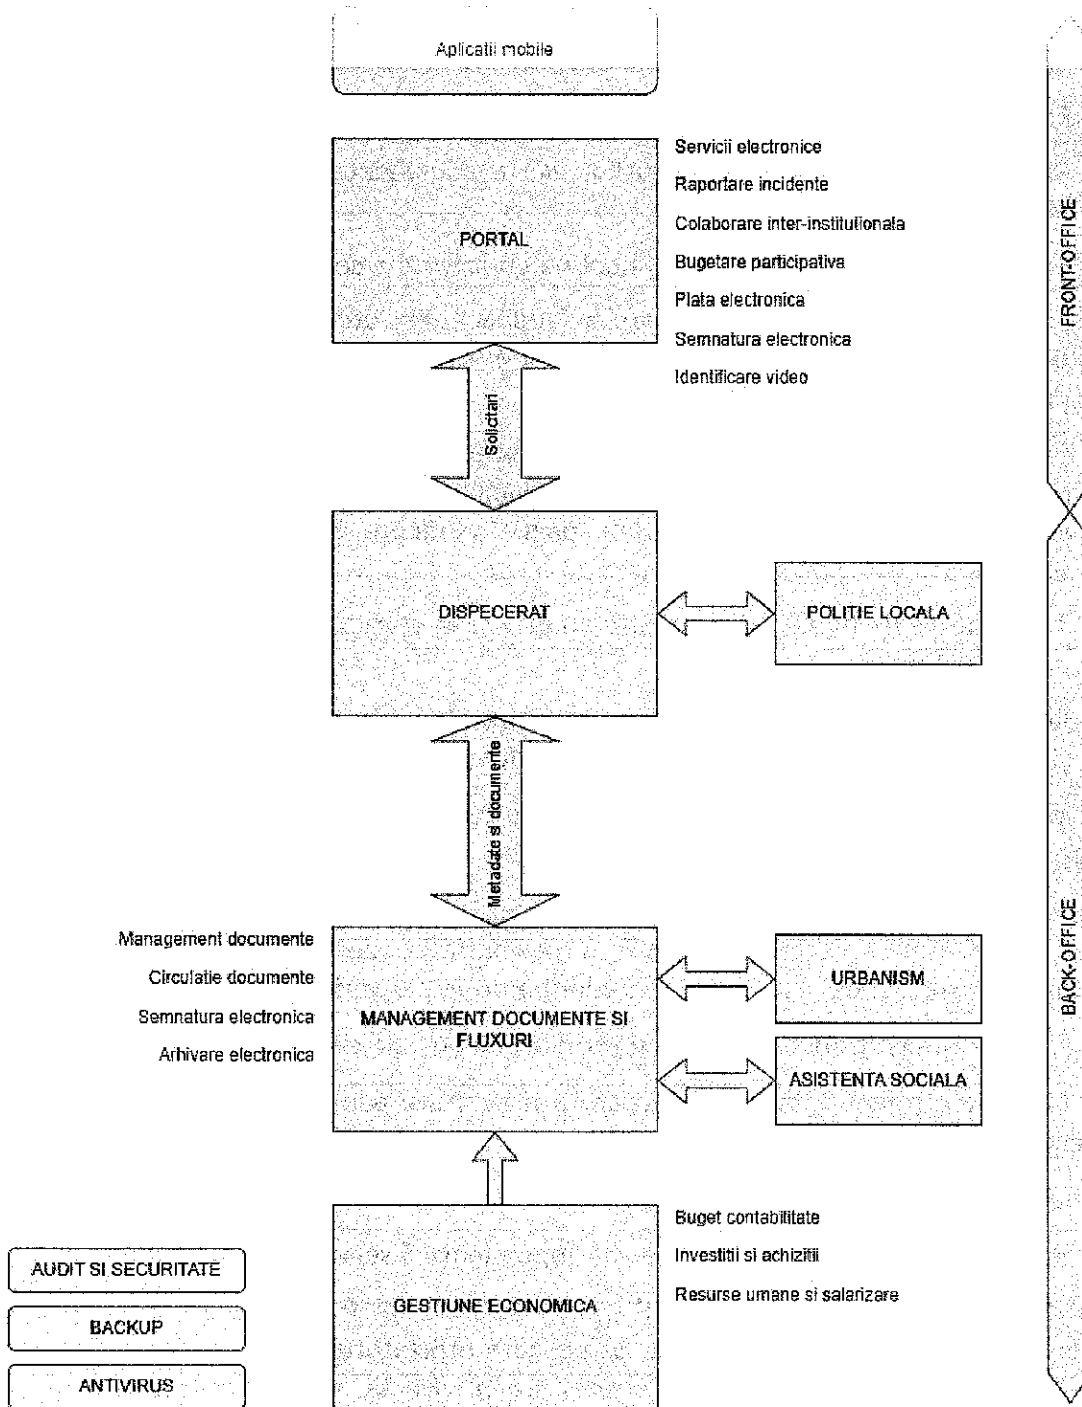 Aplicatii mobile
PORTAL
Servicii electronice
Raportare incidente
Colaborare inter-institutionala
Bugetare participativa
Plata electronica
Semnatura electronica
Identificare video
FRONT-OFFICE
Solicitari
DISPECERAT
POLITIE LOCALA
Metadate si documente
Management documente
Circulatie documente
Semnatura electronica
Arhivare electronica
MANAGEMENT DOCUMENTE SI
FLUXURI
URBANISM
ASISTENTA SOCIALA
BACK-OFFICE
GESTIUNE ECONOMICA
Buget contabilitate
Investitii si achizitii
Resurse umane si salarizare
AUDIT SI SECURITATE
BACKUP
ANTIVIRUS